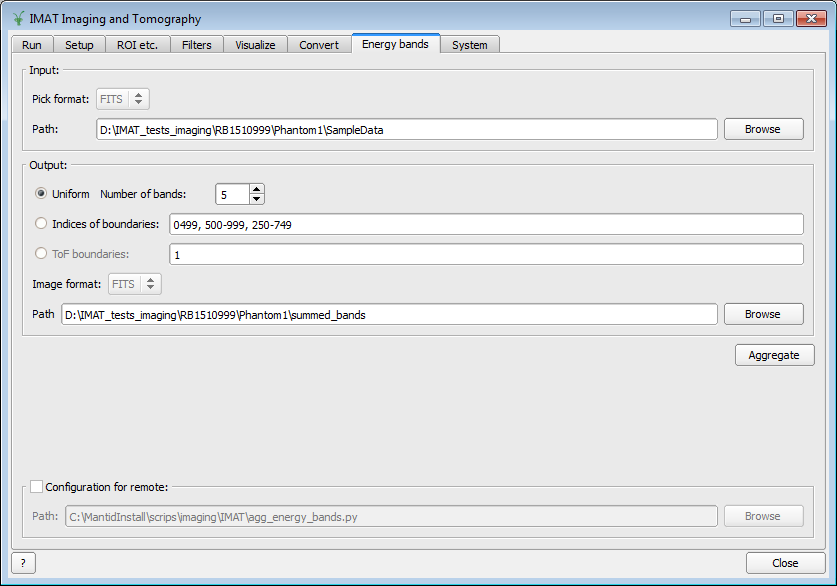 IMAT Imaging and Tomography
Run Setup ROI etc. Filters Visualize Convert Energy bands System
Input:
Pick format: FITS
Path: D:\IMAT_tests_imaging\RB1510999\Phantom1\SampleData Browse
Output:
Uniform Number of bands: 5
Indices of boundaries: 0499, 500-999, 250-749
ToF boundaries: 1
Image format: FITS
Path D:\IMAT_tests_imaging\RB1510999\Phantom1\summed_bands Browse
Aggregate
Configuration for remote:
Path: C:\MantidInstall\scrips\imaging\IMAT\agg_energy_bands.py Browse
? Close